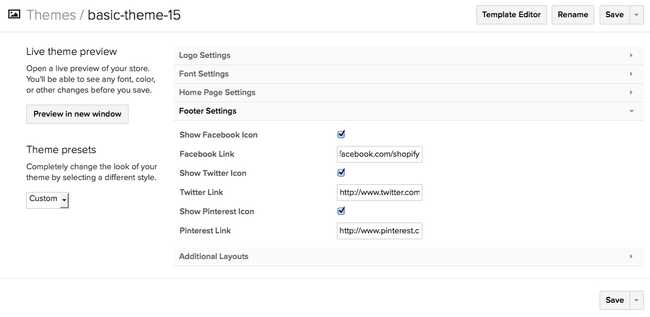 Themes / basic-theme-15
Template Editor
Rename
Save
Live theme preview
Open a live preview of your store.
You'll be able to see any font, color,
or other changes before you save.
Preview in new window
Theme presets
Completely change the look of your
theme by selecting a different style.
Custom
Logo Settings
Font Settings
Home Page Settings
Footer Settings
Show Facebook Icon
Facebook Link facebook.com/shopify
Show Twitter Icon
Twitter Link http://www.twitter.com
Show Pinterest Icon
Pinterest Link http://www.pinterest.c
Additional Layouts
Save